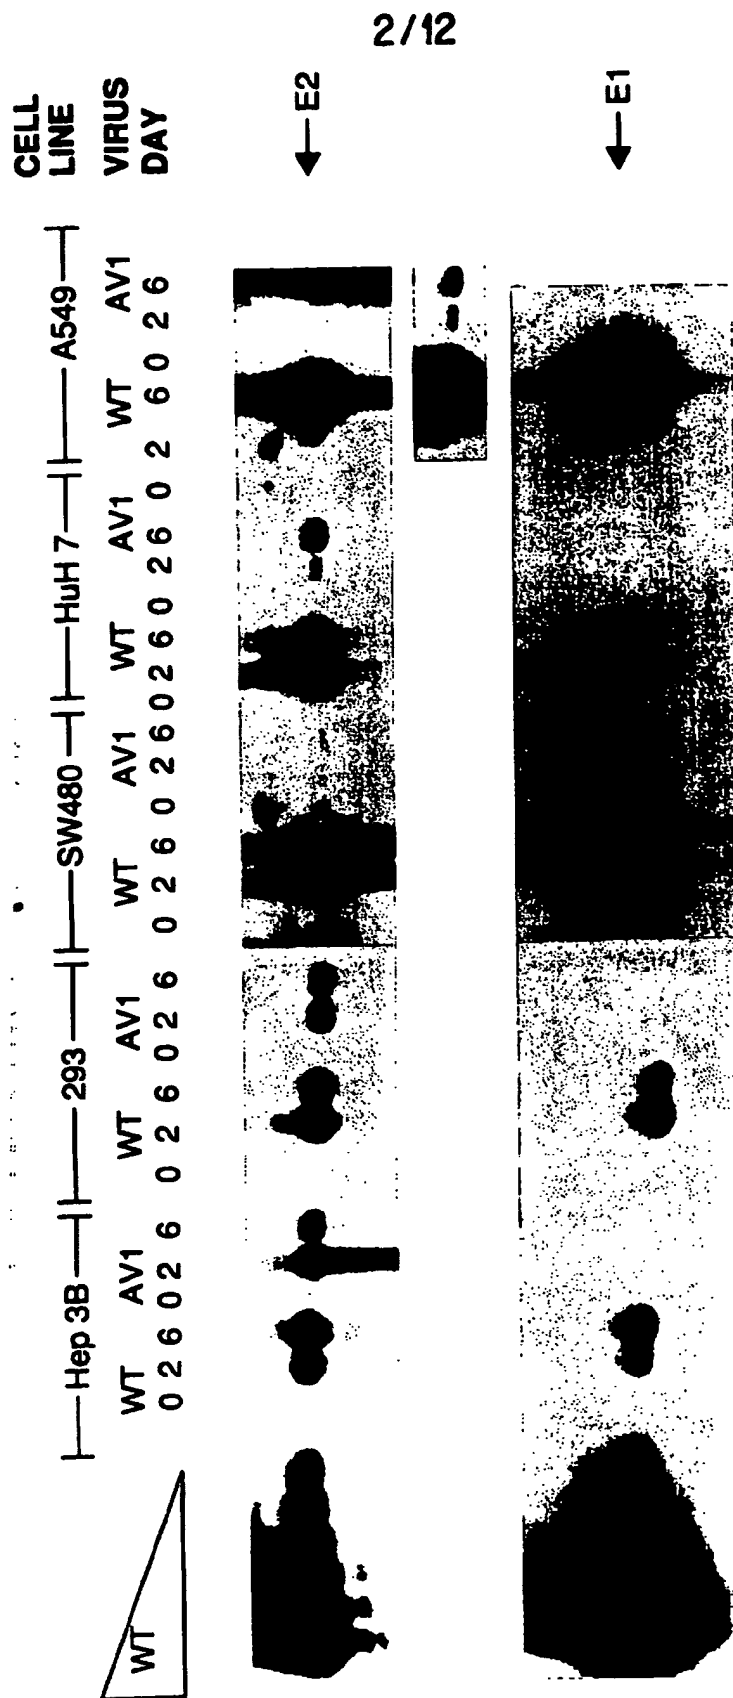 2/12
Hep 3B 293 SW480 HuH 7 A549 CELL
LINE
WT AV1 WT AV1 WT AV1 WT AV1 WT AV1 VIRUS
0 2 6 0 2 6 0 2 6 0 2 6 0 2 6 0 2 6 0 2 6 0 2 6 0 2 6 0 2 6 DAY
WT
E2
E1